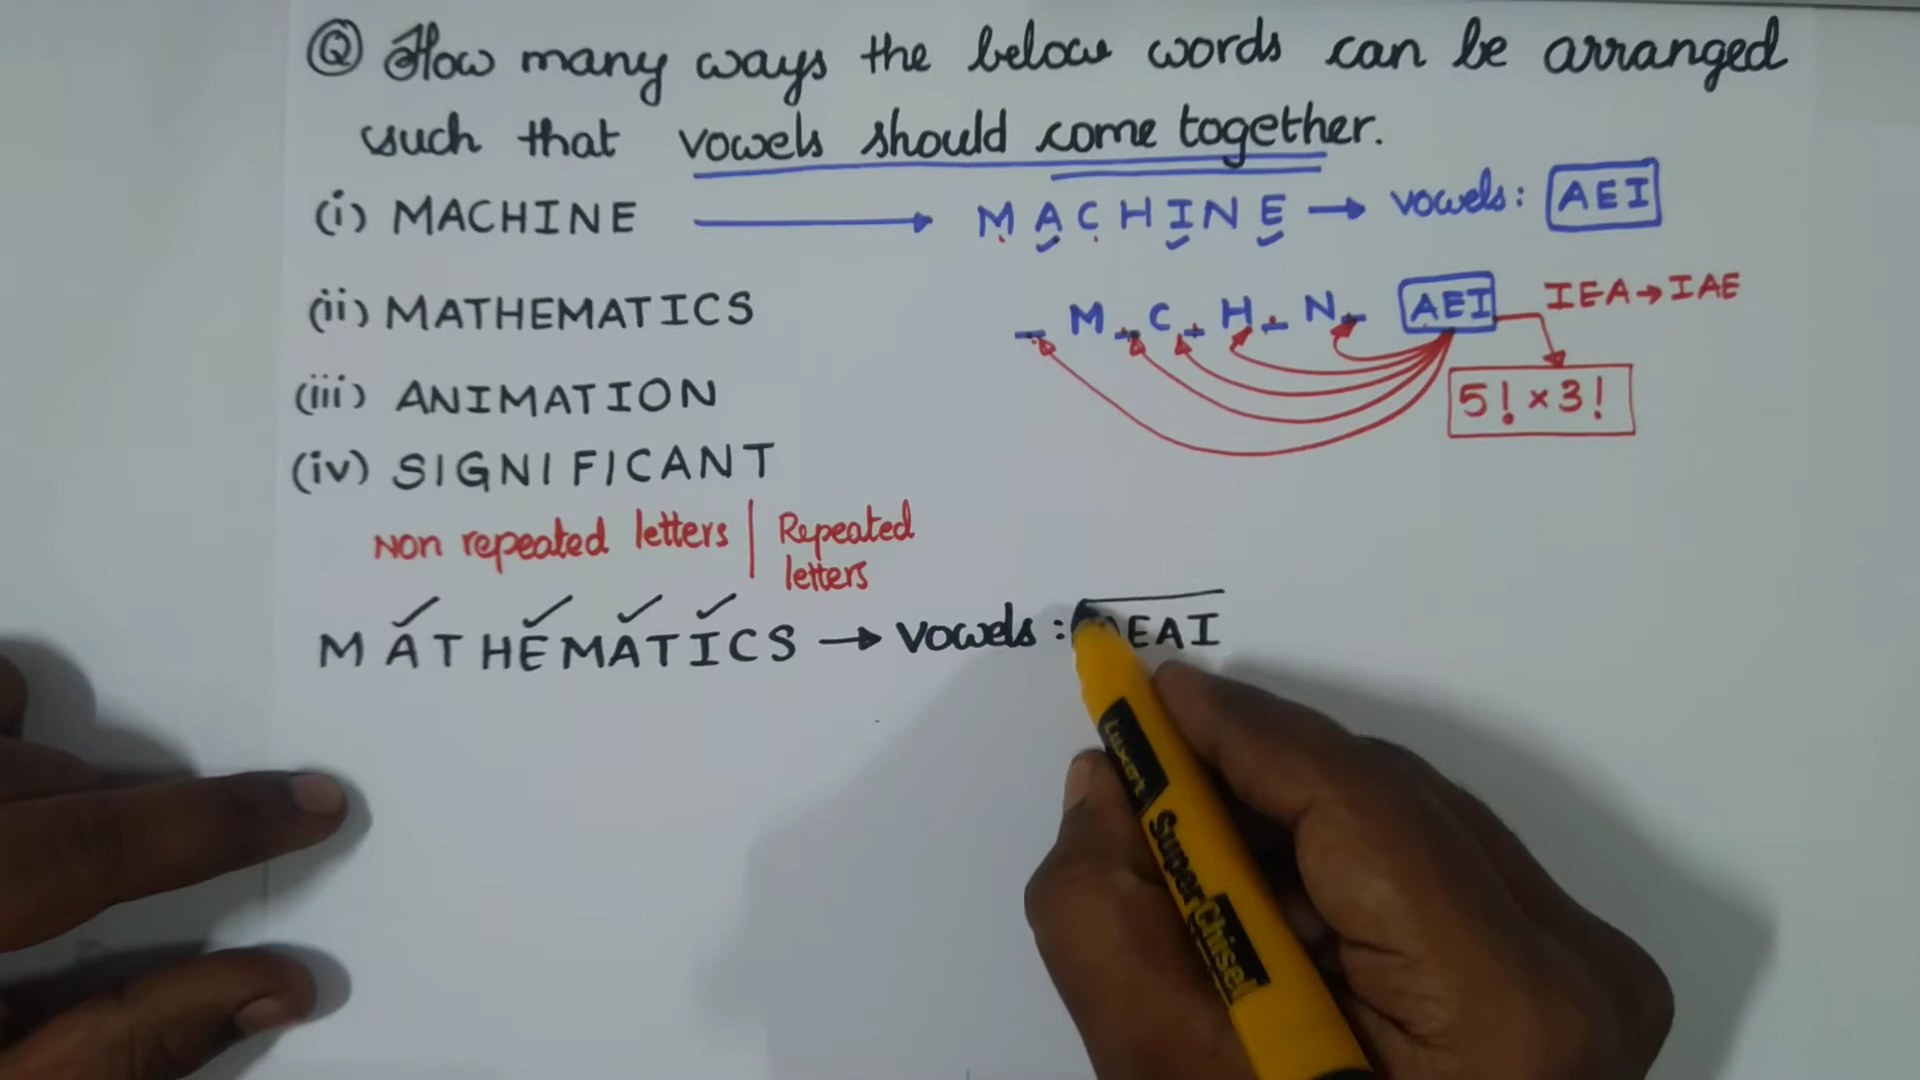 Q How many ways the below words can be arranged
such that vowels should come together.
(i) MACHINE → MACHINE → vowels: AEI
(ii) MATHEMATICS
_ M _ C _ H _ N _ AEI IEA → IAE
5! × 3!
(iii) ANIMATION
(iv) SIGNIFICANT
Non repeated letters | Repeated
letters
MATHEMATICS → vowels: EAI
Luxor SuperChisel